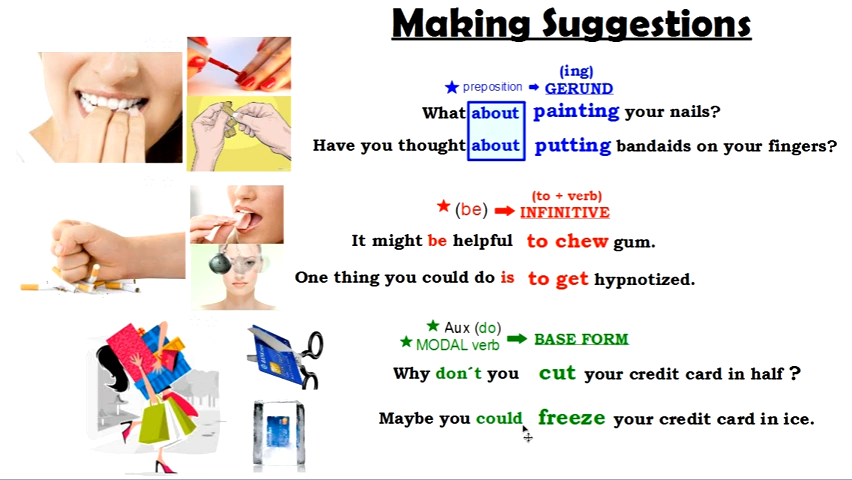 Making Suggestions
(ing)
preposition GERUND
What about painting your nails?
Have you thought about putting bandaids on your fingers?
(to + verb)
(be) INFINITIVE
It might be helpful to chew gum.
One thing you could do is to get hypnotized.
Aux (do)
MODAL verb BASE FORM
Why don´t you cut your credit card in half ?
Maybe you could freeze your credit card in ice.